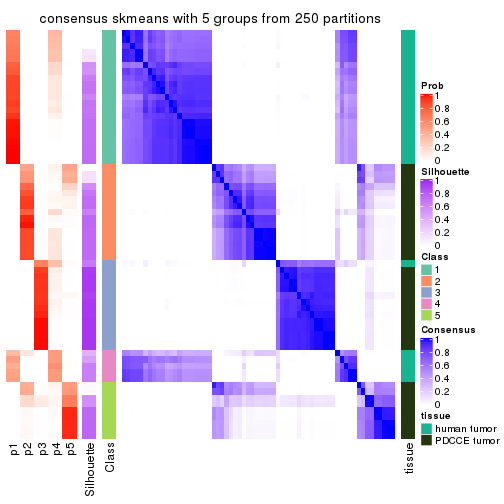 consensus skmeans with 5 groups from 250 partitions
Prob
1
0.8
0.6
0.4
0.2
0
Silhouette
1
0.8
0.6
0.4
0.2
0
Class
1
2
3
4
5
Consensus
1
0.8
0.6
0.4
0.2
0
tissue
human tumor
PDCCE tumor
p1
p2
p3
p4
p5
Silhouette
Class
tissue